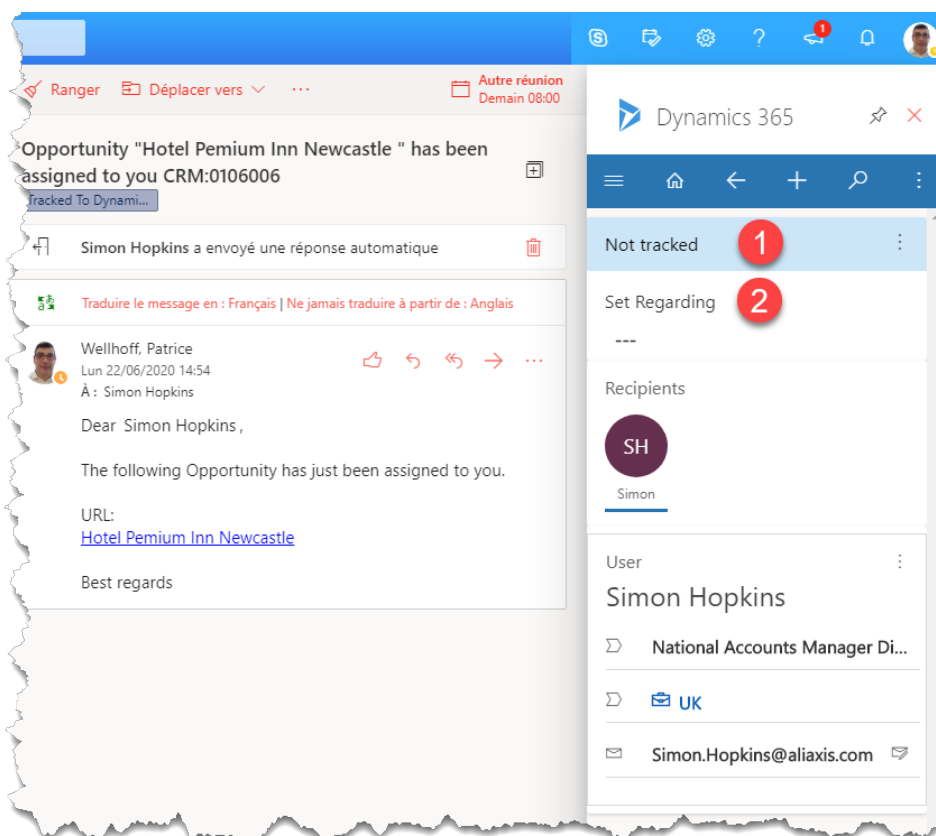 Ranger
Déplacer vers
Autre réunion
Demain 08:00
Opportunity "Hotel Pemium Inn Newcastle " has been
assigned to you CRM:0106006
Tracked To Dynami...
Simon Hopkins a envoyé une réponse automatique
Traduire le message en : Français | Ne jamais traduire à partir de : Anglais
Wellhoff, Patrice
Lun 22/06/2020 14:54
À : Simon Hopkins
Dear Simon Hopkins ,
The following Opportunity has just been assigned to you.
URL:
Hotel Pemium Inn Newcastle
Best regards
1
Dynamics 365
Not tracked 1
Set Regarding 2
---
Recipients
SH
Simon
User
Simon Hopkins
National Accounts Manager Di...
UK
Simon.Hopkins@aliaxis.com